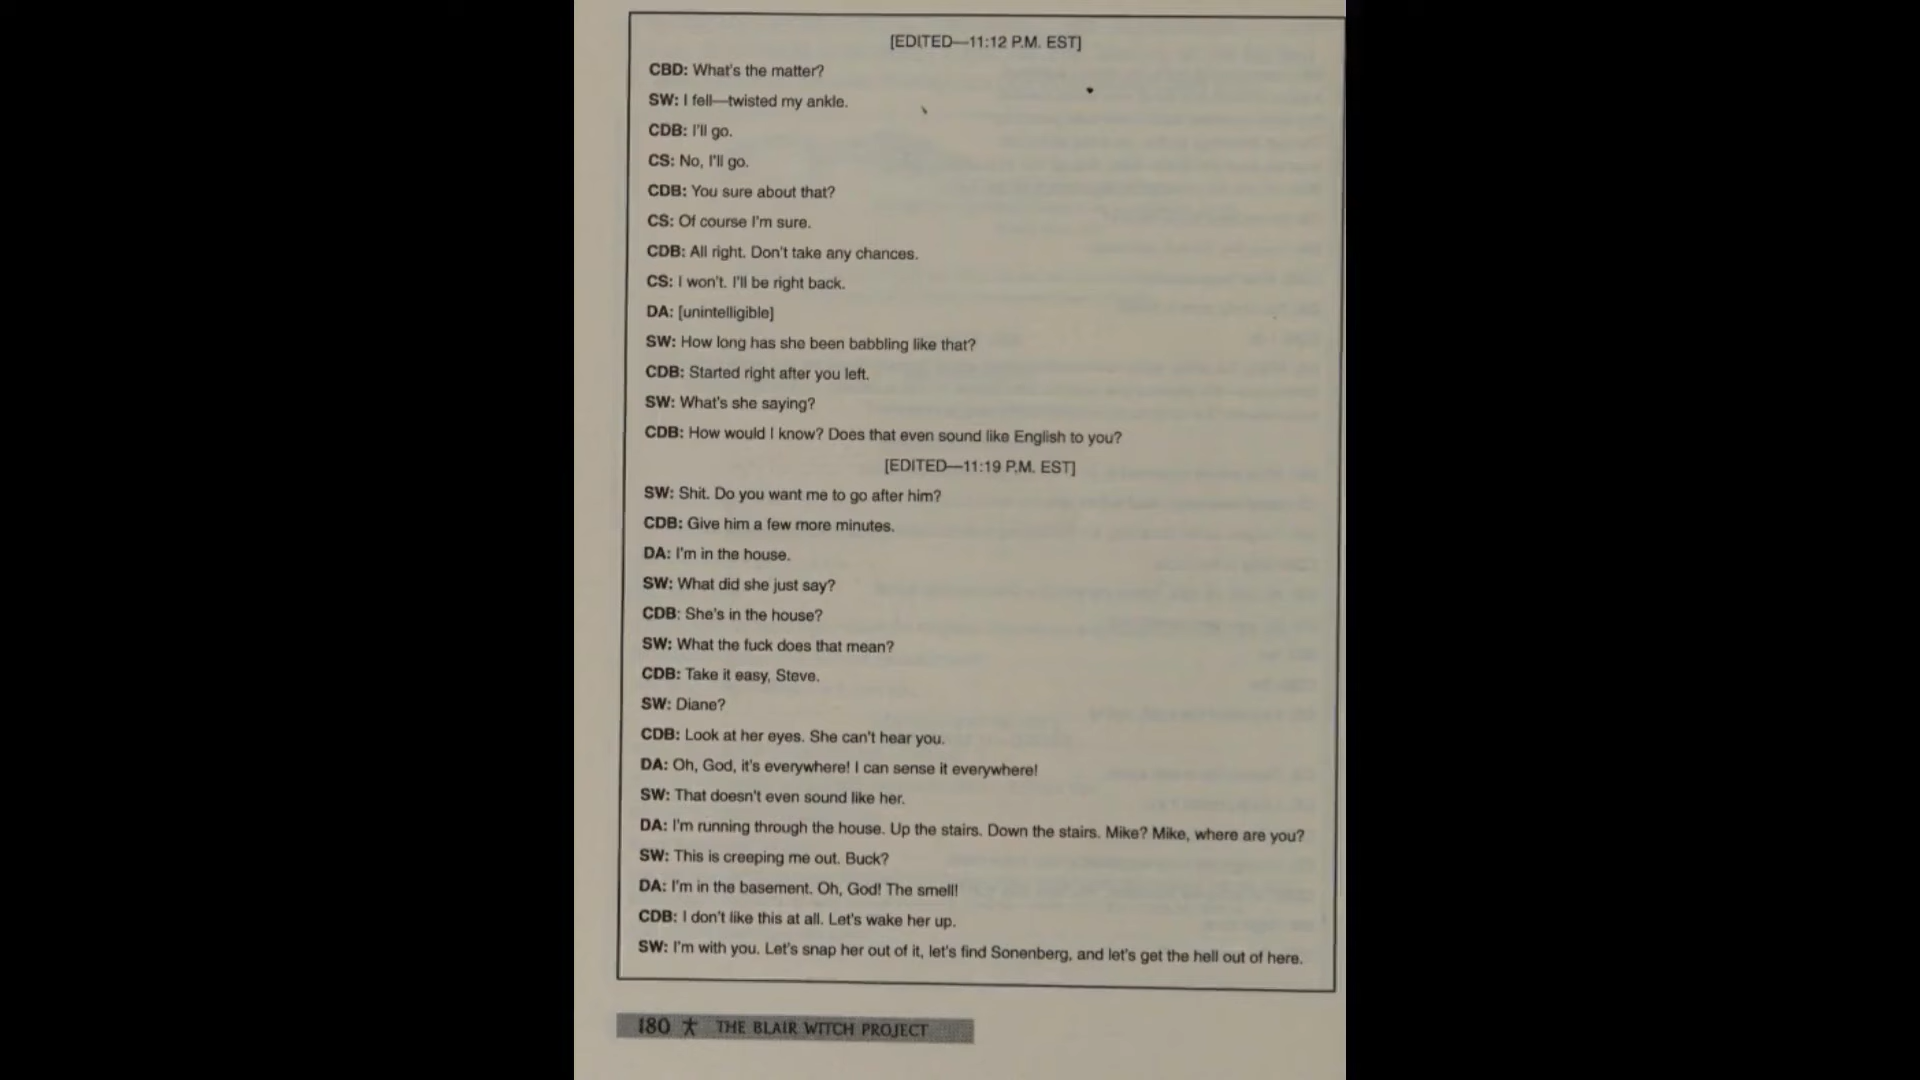 [EDITED—11:12 P.M. EST]
CBD: What's the matter?
SW: I fell—twisted my ankle.
CDB: I'll go.
CS: No, I'll go.
CDB: You sure about that?
CS: Of course I'm sure.
CDB: All right. Don't take any chances.
CS: I won't. I'll be right back.
DA: [unintelligible]
SW: How long has she been babbling like that?
CDB: Started right after you left.
SW: What's she saying?
CDB: How would I know? Does that even sound like English to you?
[EDITED—11:19 P.M. EST]
SW: Shit. Do you want me to go after him?
CDB: Give him a few more minutes.
DA: I'm in the house.
SW: What did she just say?
CDB: She's in the house?
SW: What the fuck does that mean?
CDB: Take it easy, Steve.
SW: Diane?
CDB: Look at her eyes. She can't hear you.
DA: Oh, God, it's everywhere! I can sense it everywhere!
SW: That doesn't even sound like her.
DA: I'm running through the house. Up the stairs. Down the stairs. Mike? Mike, where are you?
SW: This is creeping me out. Buck?
DA: I'm in the basement. Oh, God! The smell!
CDB: I don't like this at all. Let's wake her up.
SW: I'm with you. Let's snap her out of it, let's find Sonenberg, and let's get the hell out of here.
180 THE BLAIR WITCH PROJECT